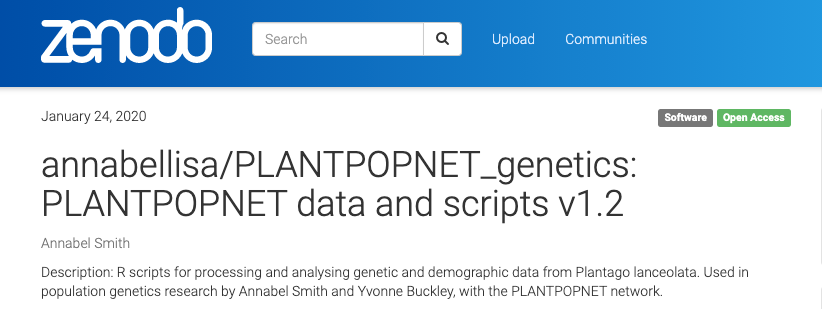 zenodo
Search
Upload
Communities
January 24, 2020
Software
Open Access
annabellisa/PLANTPOPNET_genetics:
PLANTPOPNET data and scripts v1.2
Annabel Smith
Description: R scripts for processing and analysing genetic and demographic data from Plantago lanceolata. Used in
population genetics research by Annabel Smith and Yvonne Buckley, with the PLANTPOPNET network.